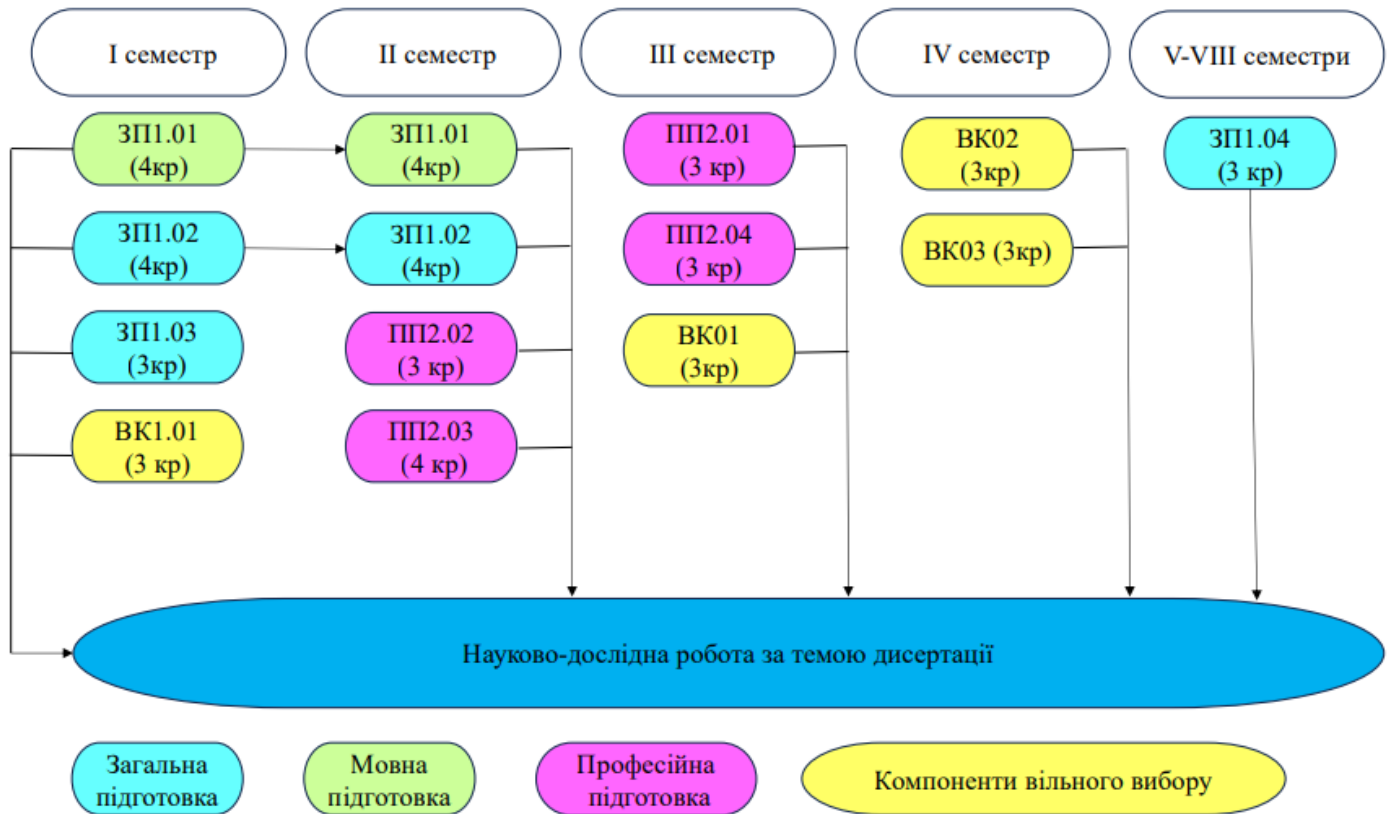 І семестр
ІІ семестр
ІІІ семестр
IV семестр
V-VIII семестри
ЗП1.01
(4кр)
ЗП1.01
(4кр)
ПП2.01
(3 кр)
ВК02
(3кр)
ЗП1.04
(3 кр)
ЗП1.02
(4кр)
ЗП1.02
(4кр)
ПП2.04
(3 кр)
ВК03 (3кр)
ЗП1.03
(3кр)
ПП2.02
(3 кр)
ВК01
(3кр)
ВК1.01
(3 кр)
ПП2.03
(4 кр)
Науково-дослідна робота за темою дисертації
Загальна
підготовка
Мовна
підготовка
Професійна
підготовка
Компоненти вільного вибору